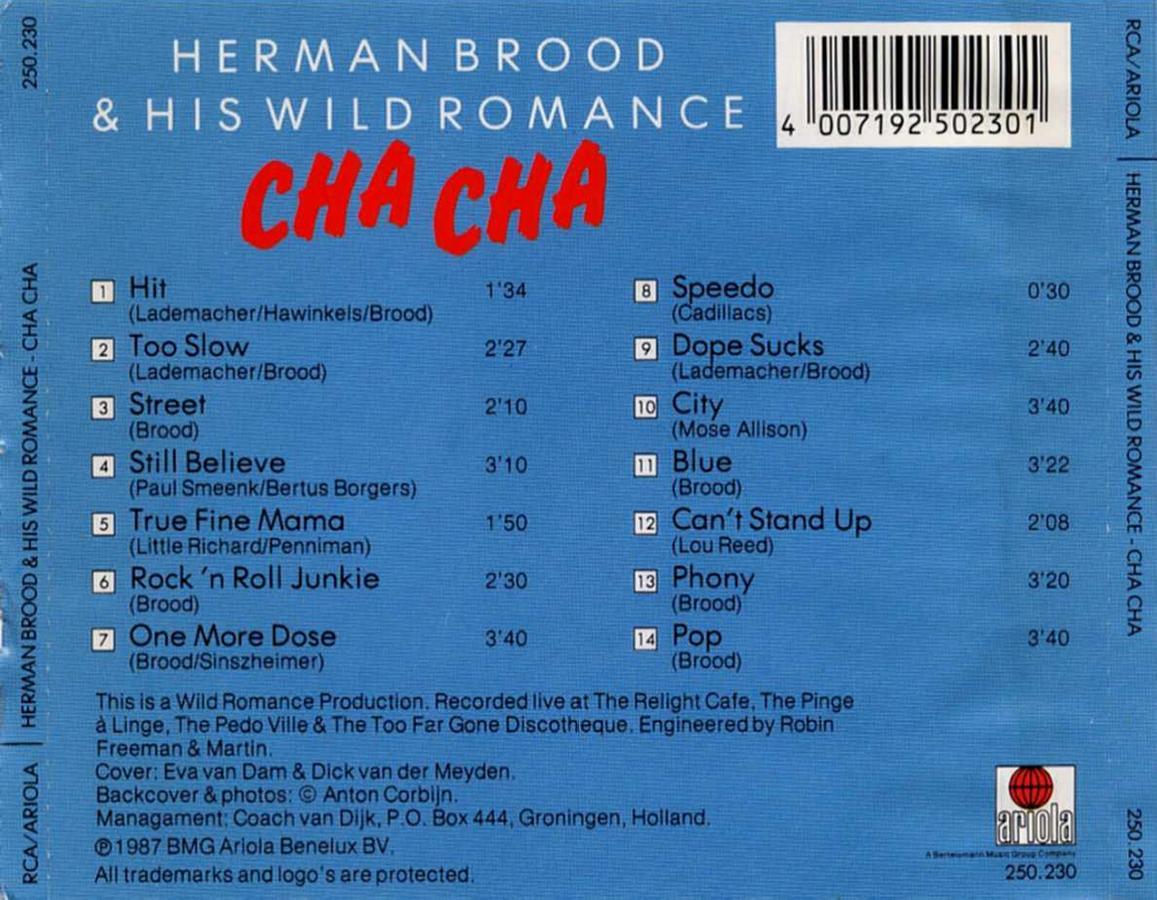 HERMAN BROOD
& HIS WILD ROMANCE
CHA CHA
4 007192 502301
1 Hit 1'34
(Lademacher/Hawinkels/Brood)
2 Too Slow 2'27
(Lademacher/Brood)
3 Street 2'10
(Brood)
4 Still Believe 3'10
(Paul Smeenk/Bertus Borgers)
5 True Fine Mama 1'50
(Little Richard/Penniman)
6 Rock 'n Roll Junkie 2'30
(Brood)
7 One More Dose 3'40
(Brood/Sinszheimer)
8 Speedo 0'30
(Cadillacs)
9 Dope Sucks 2'40
(Lademacher/Brood)
10 City 3'40
(Mose Allison)
11 Blue 3'22
(Brood)
12 Can't Stand Up 2'08
(Lou Reed)
13 Phony 3'20
(Brood)
14 Pop 3'40
(Brood)
This is a Wild Romance Production. Recorded live at The Relight Cafe, The Pinge
à Linge, The Pedo Ville & The Too Far Gone Discotheque. Engineered by Robin
Freeman & Martin.
Cover: Eva van Dam & Dick van der Meyden.
Backcover & photos: © Anton Corbijn.
Managament: Coach van Dijk, P.O. Box 444, Groningen, Holland.
℗ 1987 BMG Ariola Benelux BV.
All trademarks and logo's are protected.
ariola
A Bertelsmann Music Group Company
250.230
RCA/ARIOLA | HERMAN BROOD & HIS WILD ROMANCE - CHA CHA 250.230
RCA/ARIOLA | HERMAN BROOD & HIS WILD ROMANCE - CHA CHA 250.230